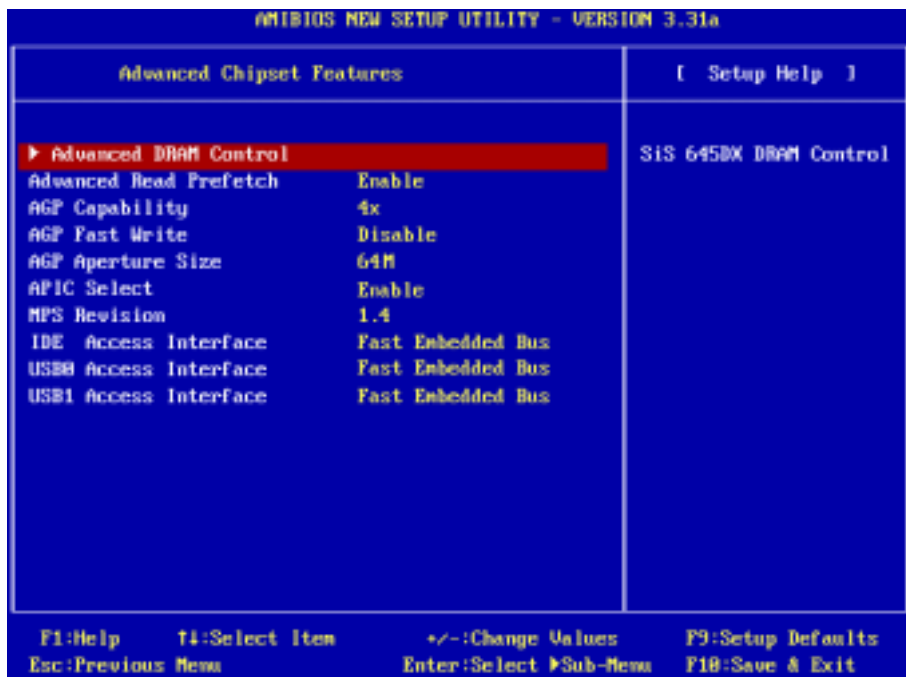 AMIBIOS NEW SETUP UTILITY - VERSION 3.31a
Advanced Chipset Features
[ Setup Help ]
▶ Advanced DRAM Control
SiS 645DX DRAM Control
Advanced Read Prefetch Enable
AGP Capability 4x
AGP Fast Write Disable
AGP Aperture Size 64M
APIC Select Enable
MPS Revision 1.4
IDE Access Interface Fast Embedded Bus
USB0 Access Interface Fast Embedded Bus
USB1 Access Interface Fast Embedded Bus
F1:Help ↑↓:Select Item +/-:Change Values F9:Setup Defaults
Esc:Previous Menu Enter:Select ▶Sub-Menu F10:Save & Exit